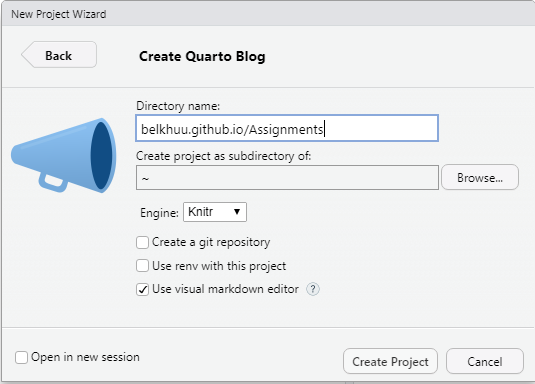 New Project Wizard
Back
Create Quarto Blog
Directory name:
belkhuu.github.io/Assignments
Create project as subdirectory of:
~
Browse...
Engine: Knitr
Create a git repository
Use renv with this project
Use visual markdown editor ?
Open in new session
Create Project
Cancel